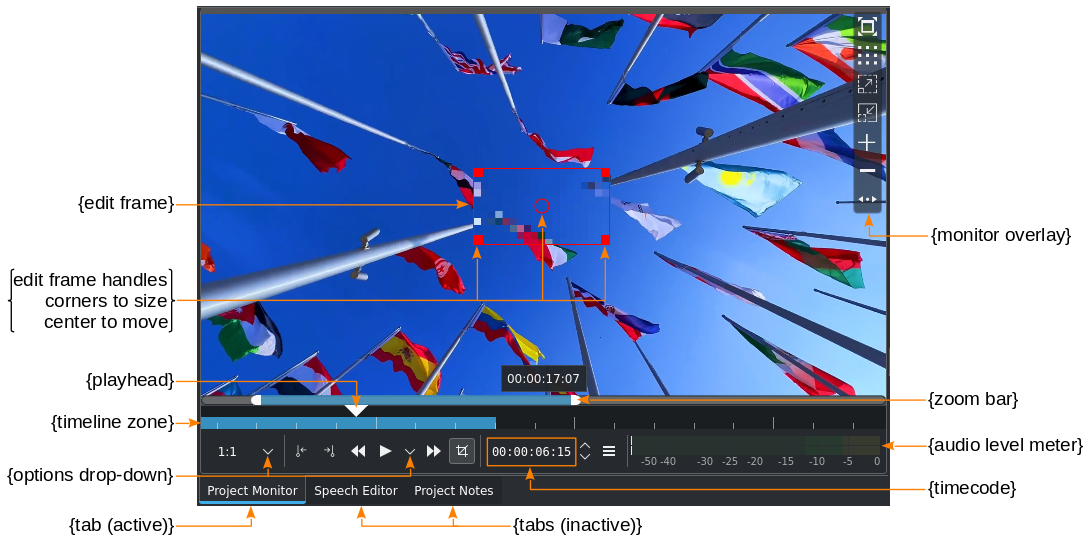 {edit frame}
{monitor overlay}
{edit frame handles
corners to size
center to move}
{playhead}
00:00:17:07
{zoom bar}
{timeline zone}
1:1
00:00:06:15
-50 -40 -30 -25 -20 -15 -10 -5 0
{audio level meter}
{options drop-down}
{timecode}
Project Monitor Speech Editor Project Notes
{tab (active)}
{tabs (inactive)}